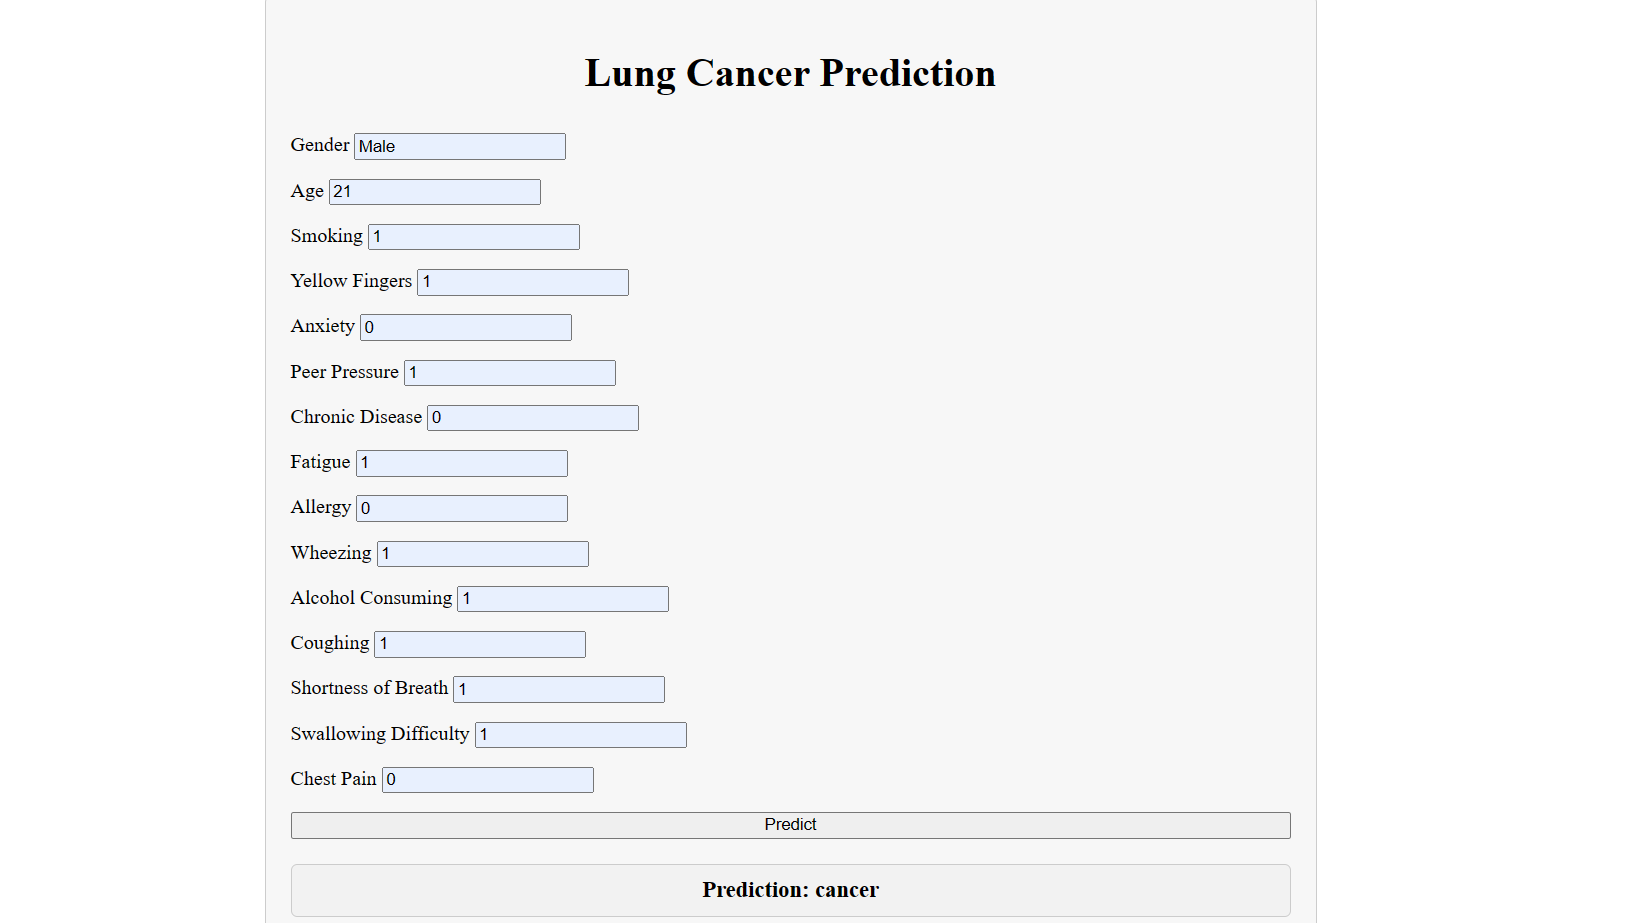 Lung Cancer Prediction
Gender Male
Age 21
Smoking 1
Yellow Fingers 1
Anxiety 0
Peer Pressure 1
Chronic Disease 0
Fatigue 1
Allergy 0
Wheezing 1
Alcohol Consuming 1
Coughing 1
Shortness of Breath 1
Swallowing Difficulty 1
Chest Pain 0
Predict
Prediction: cancer